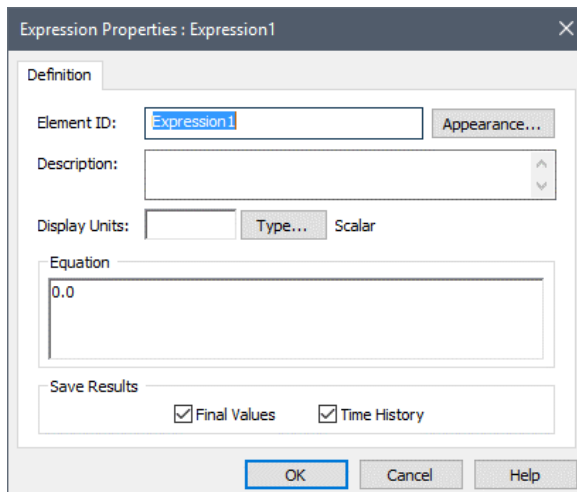 Expression Properties : Expression1
Definition
Element ID: Expression1 Appearance...
Description:
Display Units: Type... Scalar
Equation
0.0
Save Results
Final Values Time History
OK Cancel Help